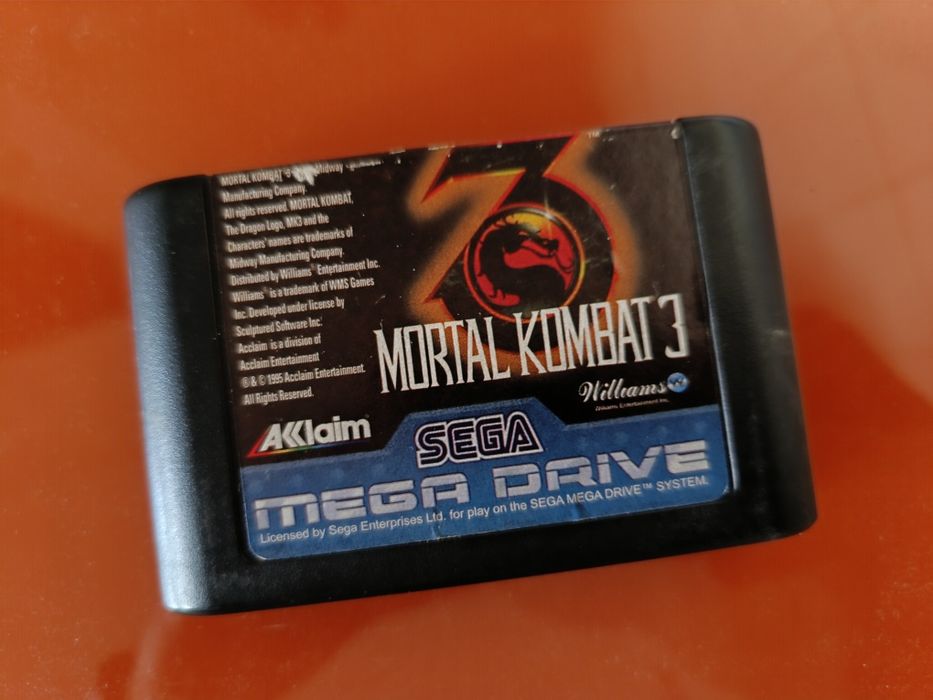 MORTAL KOMBAT 3 Midway
Manufacturing Company.
All rights reserved. MORTAL KOMBAT,
The Dragon Logo, MK3 and the
Characters' names are trademarks of
Midway Manufacturing Company.
Distributed by Williams® Entertainment Inc.
Williams® is a trademark of WMS Games
Inc. Developed under license by
Sculptured Software Inc.
Acclaim is a division of
Acclaim Entertainment
® & © 1995 Acclaim Entertainment.
All Rights Reserved.
3
TM
MORTAL KOMBAT 3
Williams
Williams Entertainment Inc.
AKKlaim
SEGA
MEGA DRIVE
Licensed by Sega Enterprises Ltd. for play on the SEGA MEGA DRIVE™ SYSTEM.